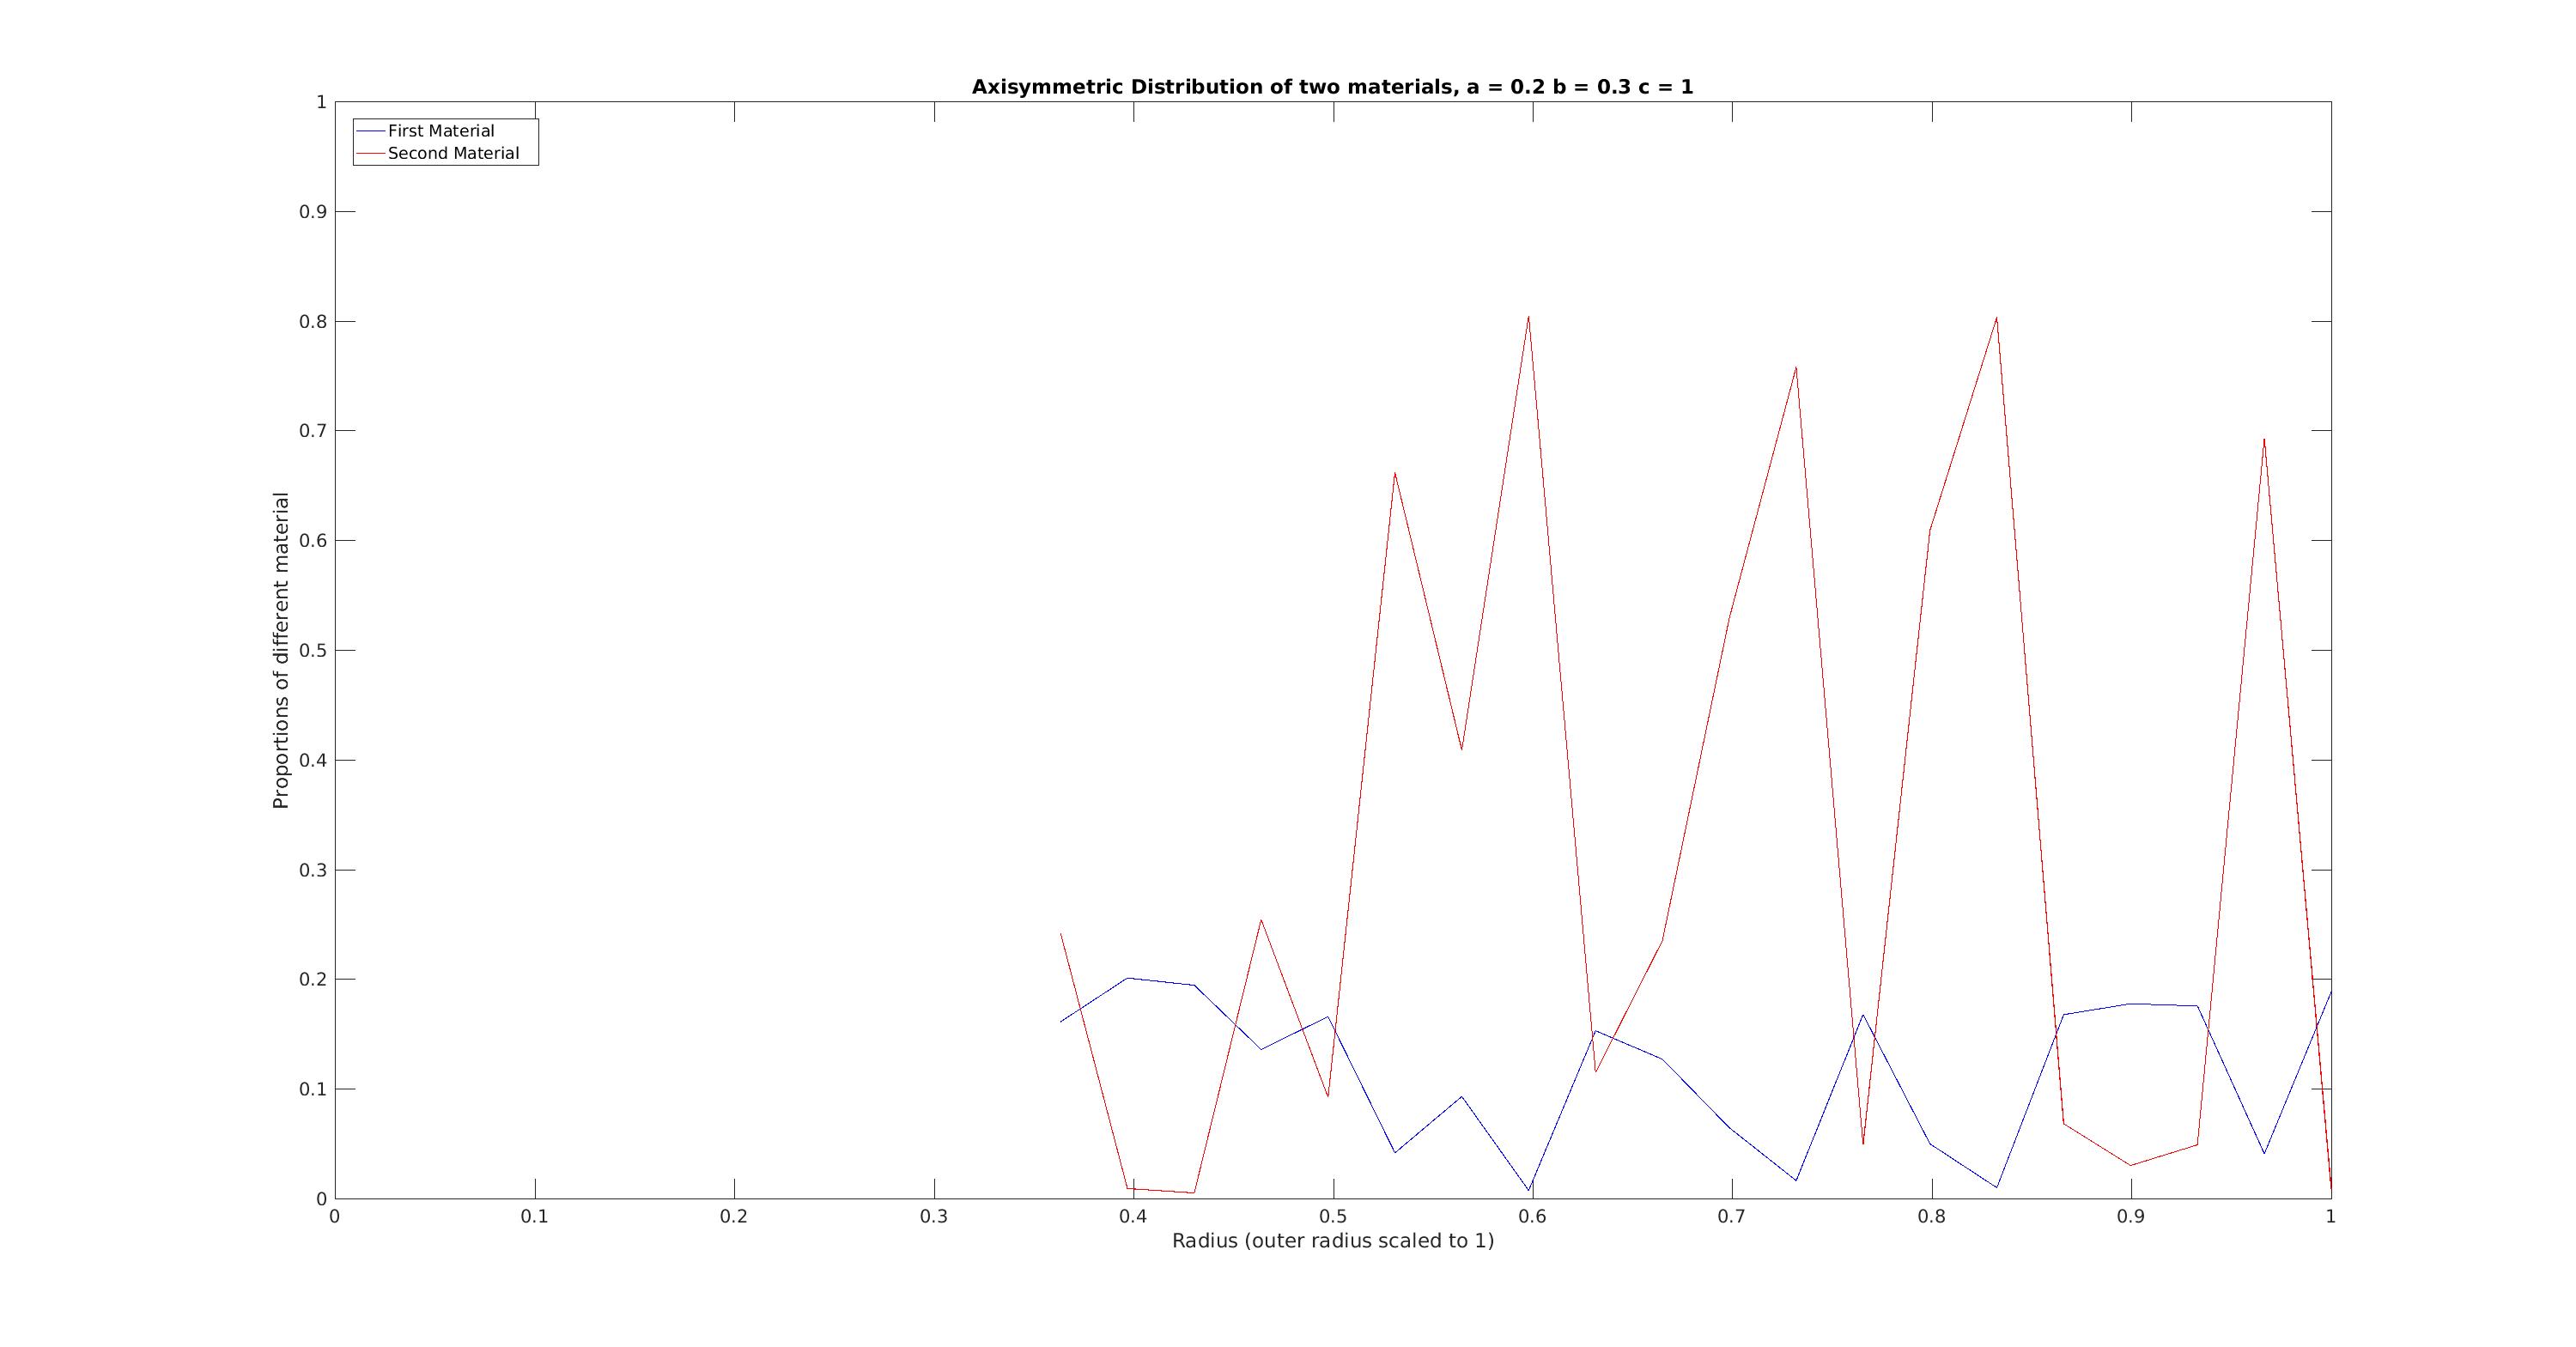 Axisymmetric Distribution of two materials, a = 0.2 b = 0.3 c = 1
First Material
Second Material
Proportions of different material
1
0.9
0.8
0.7
0.6
0.5
0.4
0.3
0.2
0.1
0
0 0.1 0.2 0.3 0.4 0.5 0.6 0.7 0.8 0.9 1
Radius (outer radius scaled to 1)